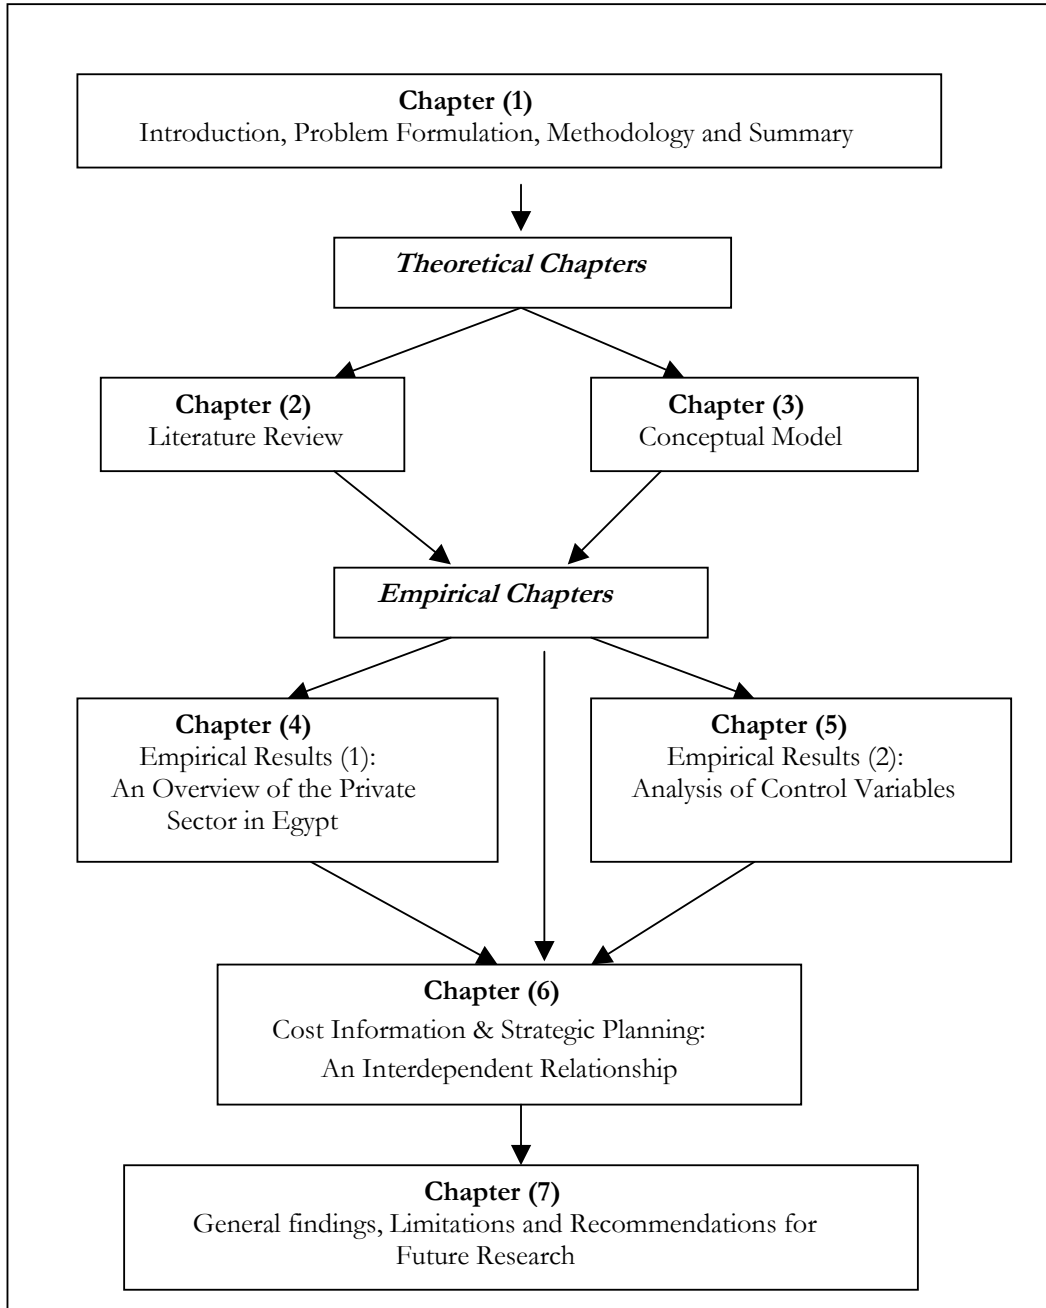 Chapter (1)
Introduction, Problem Formulation, Methodology and Summary
Theoretical Chapters
Chapter (2)
Literature Review
Chapter (3)
Conceptual Model
Empirical Chapters
Chapter (4)
Empirical Results (1):
An Overview of the Private
Sector in Egypt
Chapter (5)
Empirical Results (2):
Analysis of Control Variables
Chapter (6)
Cost Information & Strategic Planning:
An Interdependent Relationship
Chapter (7)
General findings, Limitations and Recommendations for
Future Research